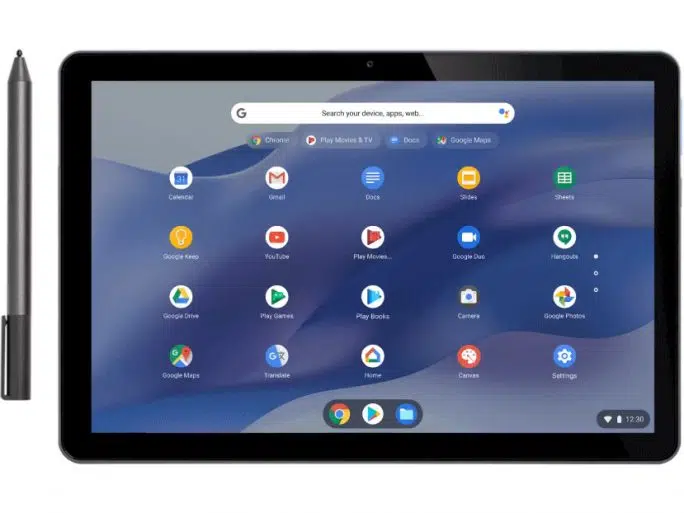 G Search your device, apps, web...
Chrome Play Movies & TV Docs Google Maps
31
Calendar Gmail Docs Slides Sheets
Google Keep YouTube Play Movies... Google Duo Hangouts
Google Drive Play Games Play Books Camera Google Photos
Google Maps Translate Home Canvas Settings
12:30